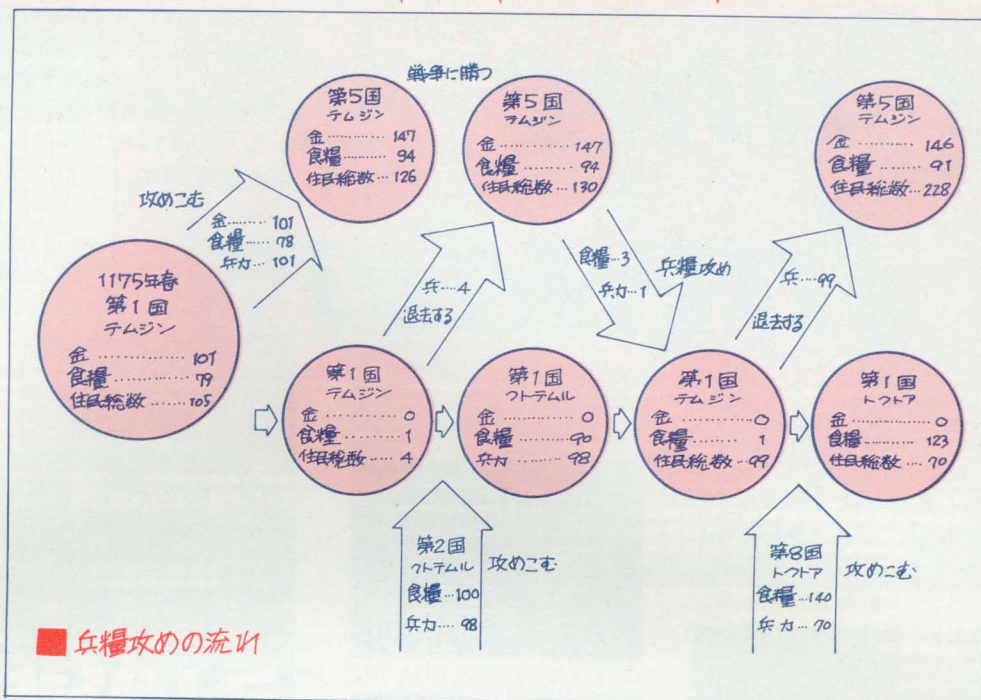 戦争に勝つ
第5国
テムジン
金………… 147
食糧……… 94
住民総数… 126
第5国
テムジン
金………… 147
食糧……… 94
住民総数… 130
第5国
テムジン
金………… 146
食糧……… 91
住民総数… 228
攻めこむ
金……… 101
食糧…… 78
兵力… 101
1175年春
第1国
テムジン
金…………… 101
食糧………… 79
住民総数…… 105
兵…4
退去する
食糧…3
兵力…1
兵糧攻め
兵…99
退去する
第1国
テムジン
金………… 0
食糧……… 1
住民総数… 4
第1国
クトテムル
金………… 0
食糧……… 90
兵力……… 98
第1国
テムジン
金………… 0
食糧……… 1
住民総数… 99
第1国
トクトア
金………… 0
食糧……… 123
住民総数… 70
第2国
クトテムル
食糧…100
兵力… 98
攻めこむ
第8国
トクトア
食糧…140
兵力… 70
攻めこむ
■ 兵糧攻めの流れ